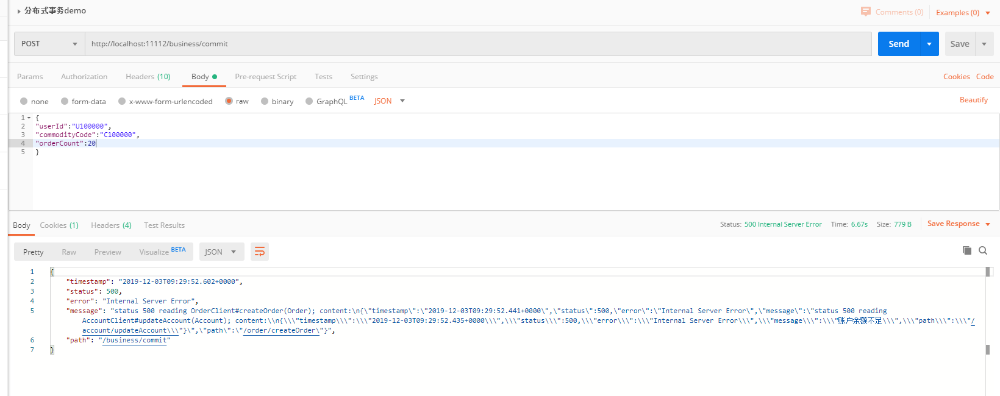 分布式事务demo
Comments (0) Examples (0)
POST http://localhost:11112/business/commit Send Save
Params Authorization Headers (10) Body Pre-request Script Tests Settings Cookies Code
none form-data x-www-form-urlencoded raw binary GraphQL BETA JSON Beautify
1 {
2 "userId":"U100000",
3 "commodityCode":"C100000",
4 "orderCount":20
5 }
Body Cookies (1) Headers (4) Test Results Status: 500 Internal Server Error Time: 6.67s Size: 779 B Save Response
Pretty Raw Preview Visualize BETA JSON
1 {
2 "timestamp": "2019-12-03T09:29:52.602+0000",
3 "status": 500,
4 "error": "Internal Server Error",
5 "message": "status 500 reading OrderClient#createOrder(Order); content:\n{\"timestamp\":\"2019-12-03T09:29:52.441+0000\",\"status\":500,\"error\":\"Internal Server Error\",\"message\":\"status 500 reading
AccountClient#updateAccount(Account); content:\\n{\\\"timestamp\\\":\\\"2019-12-03T09:29:52.435+0000\\\",\\\"status\\\":500,\\\"error\\\":\\\"Internal Server Error\\\",\\\"message\\\":\\\"账户余额不足\\\",\\\"path\\\":\\\"/
account/updateAccount\\\"}\",\"path\":\"/order/createOrder\"}",
6 "path": "/business/commit"
7 }